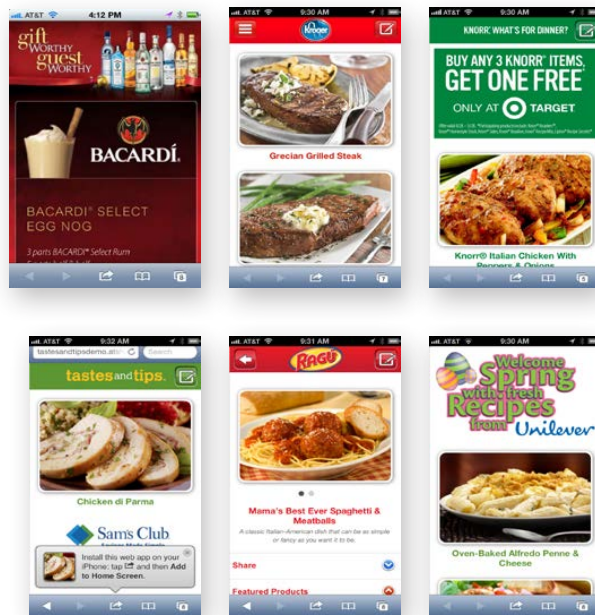 AT&T 4:12 PM
gift
WORTHY
guest
WORTHY
BACARDÍ.
BACARDI® SELECT
EGG NOG
3 parts BACARDI® Select Rum
AT&T 9:30 AM
Kroger
Grecian Grilled Steak
7
AT&T 9:30 AM
KNORR® WHAT'S FOR DINNER?
BUY ANY 3 KNORR® ITEMS,
GET ONE FREE
ONLY AT TARGET
Knorr® Italian Chicken With
Peppers & Onions
AT&T 9:32 AM
Search
tastes and tips.
Chicken di Parma
Sam's Club
Install this web app on your
iPhone: tap and then Add
to Home Screen.
AT&T 9:31 AM
RAGÚ
Mama's Best Ever Spaghetti &
Meatballs
A classic Italian-American dish that can be as simple
or fancy as you want it to be.
Share
Featured Products
AT&T 9:30 AM
Welcome
Spring
with fresh
Recipes
from Unilever
Oven-Baked Alfredo Penne &
Cheese